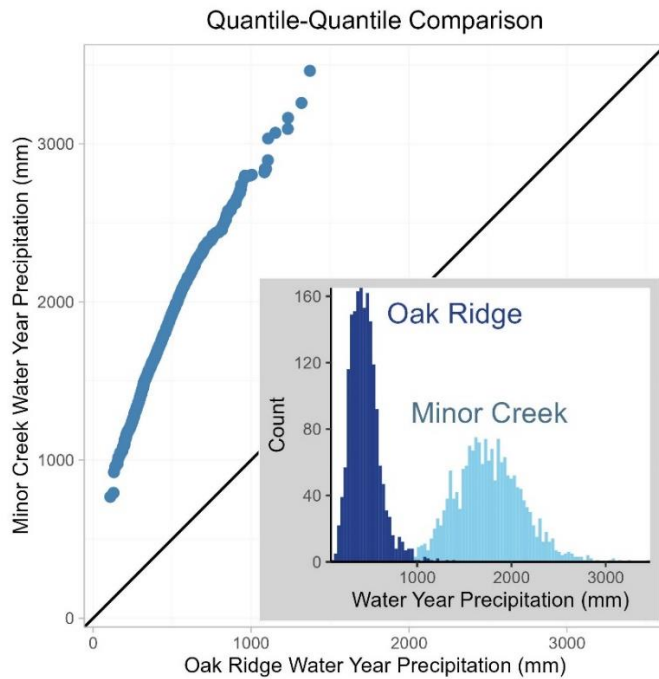 Quantile-Quantile Comparison
Minor Creek Water Year Precipitation (mm)
3000
2000
1000
0
0 1000 2000 3000
Oak Ridge Water Year Precipitation (mm)
Oak Ridge
Minor Creek
Count
160
120
80
40
0
1000 2000 3000
Water Year Precipitation (mm)